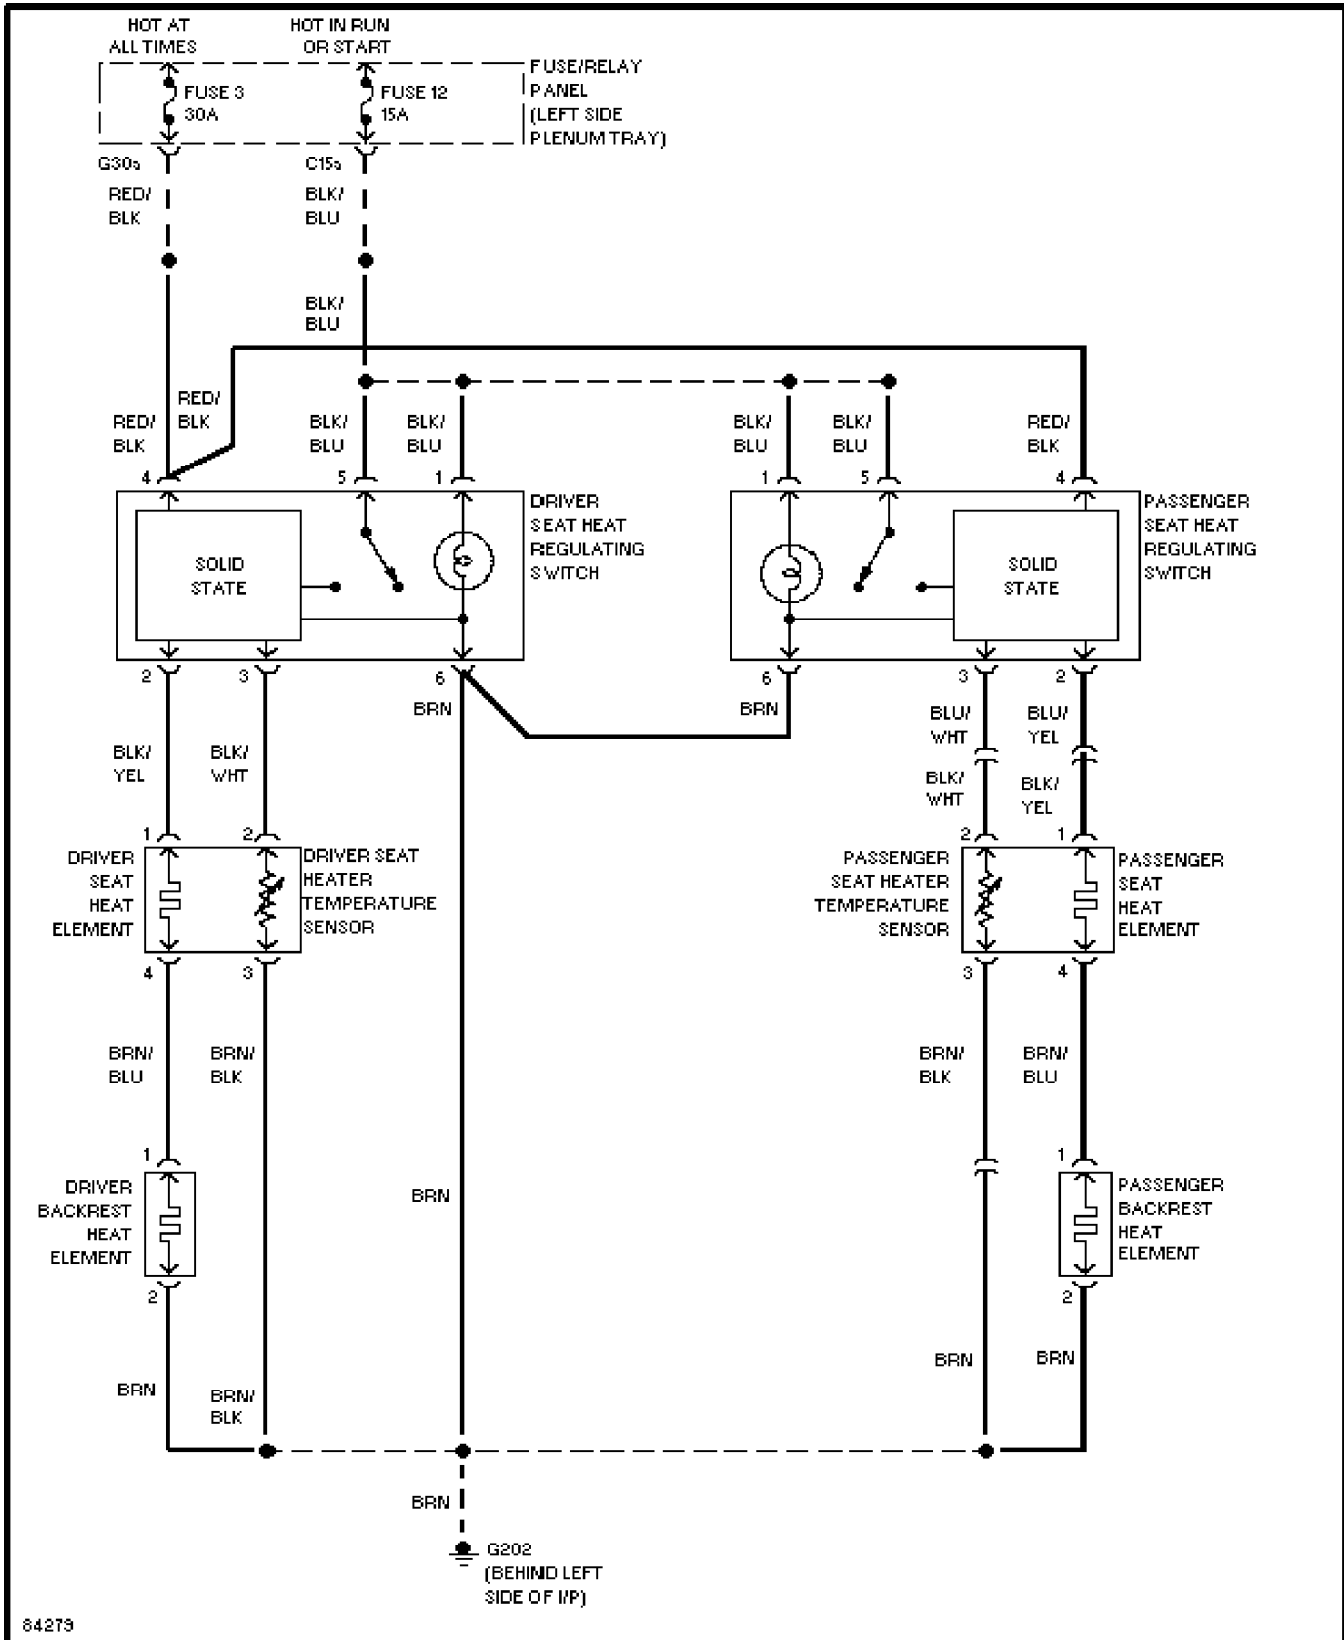 HOT AT
ALL TIMES
HOT IN RUN
OR START
FUSE 3
30A
FUSE 12
15A
FUSE/RELAY
PANEL
(LEFT SIDE
PLENUM TRAY)
G30a
C15a
RED/
BLK
BLK/
BLU
BLK/
BLU
RED/
BLK
RED/
BLK
BLK/
BLU
BLK/
BLU
BLK/
BLU
BLK/
BLU
RED/
BLK
4
5
1
1
5
4
SOLID
STATE
DRIVER
SEAT HEAT
REGULATING
SWITCH
SOLID
STATE
PASSENGER
SEAT HEAT
REGULATING
SWITCH
2
3
6
6
3
2
BRN
BRN
BLU/
WHT
BLU/
YEL
BLK/
YEL
BLK/
WHT
BLK/
WHT
BLK/
YEL
1
2
2
1
DRIVER
SEAT
HEAT
ELEMENT
DRIVER SEAT
HEATER
TEMPERATURE
SENSOR
PASSENGER
SEAT HEATER
TEMPERATURE
SENSOR
PASSENGER
SEAT
HEAT
ELEMENT
4
3
3
4
BRN/
BLU
BRN/
BLK
BRN/
BLK
BRN/
BLU
1
1
DRIVER
BACKREST
HEAT
ELEMENT
BRN
PASSENGER
BACKREST
HEAT
ELEMENT
2
2
BRN
BRN/
BLK
BRN
BRN
BRN
G202
(BEHIND LEFT
SIDE OF I/P)
84279